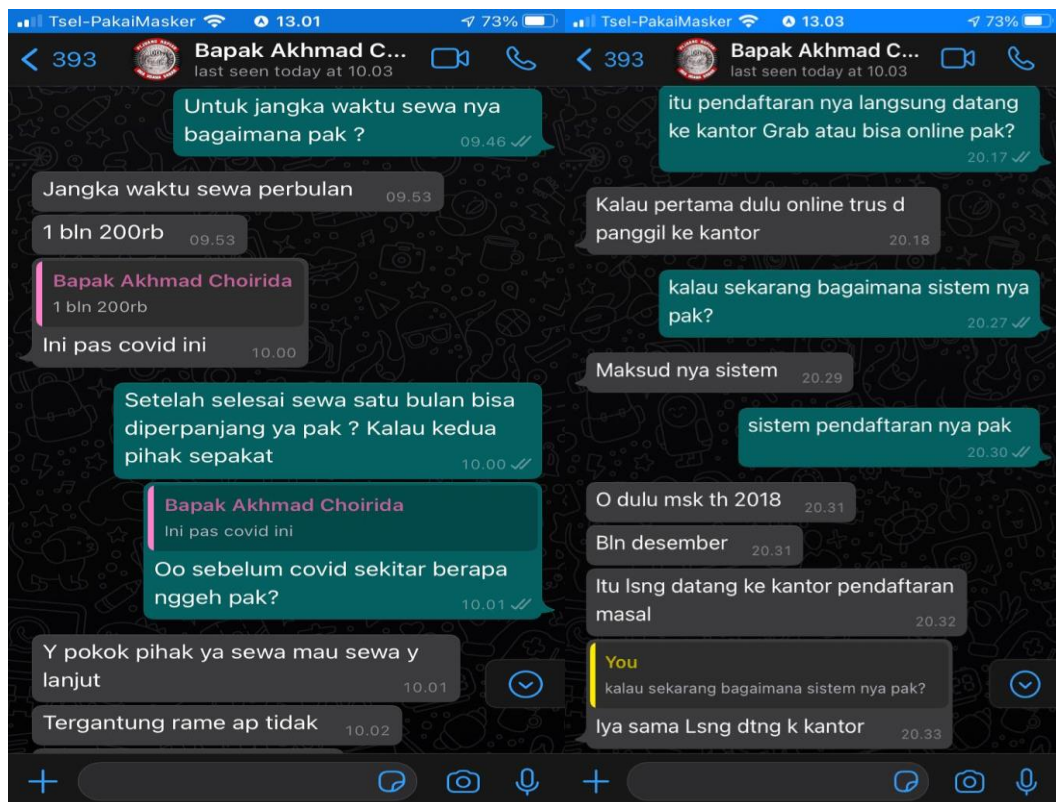 Tsel-PakaiMasker 13.01 73%
393 Bapak Akhmad C...
last seen today at 10.03
Untuk jangka waktu sewa nya
bagaimana pak ?
09.46
Jangka waktu sewa perbulan 09.53
1 bln 200rb 09.53
Bapak Akhmad Choirida
1 bln 200rb
Ini pas covid ini 10.00
Setelah selesai sewa satu bulan bisa
diperpanjang ya pak ? Kalau kedua
pihak sepakat 10.00
Bapak Akhmad Choirida
Ini pas covid ini
Oo sebelum covid sekitar berapa
nggeh pak? 10.01
Y pokok pihak ya sewa mau sewa y
lanjut 10.01
Tergantung rame ap tidak 10.02
Tsel-PakaiMasker 13.03 73%
393 Bapak Akhmad C...
last seen today at 10.03
itu pendaftaran nya langsung datang
ke kantor Grab atau bisa online pak?
20.17
Kalau pertama dulu online trus d
panggil ke kantor 20.18
kalau sekarang bagaimana sistem nya
pak? 20.27
Maksud nya sistem 20.29
sistem pendaftaran nya pak
20.30
O dulu msk th 2018 20.31
Bln desember 20.31
Itu lsng datang ke kantor pendaftaran
masal 20.32
You
kalau sekarang bagaimana sistem nya pak?
Iya sama Lsng dtng k kantor 20.33